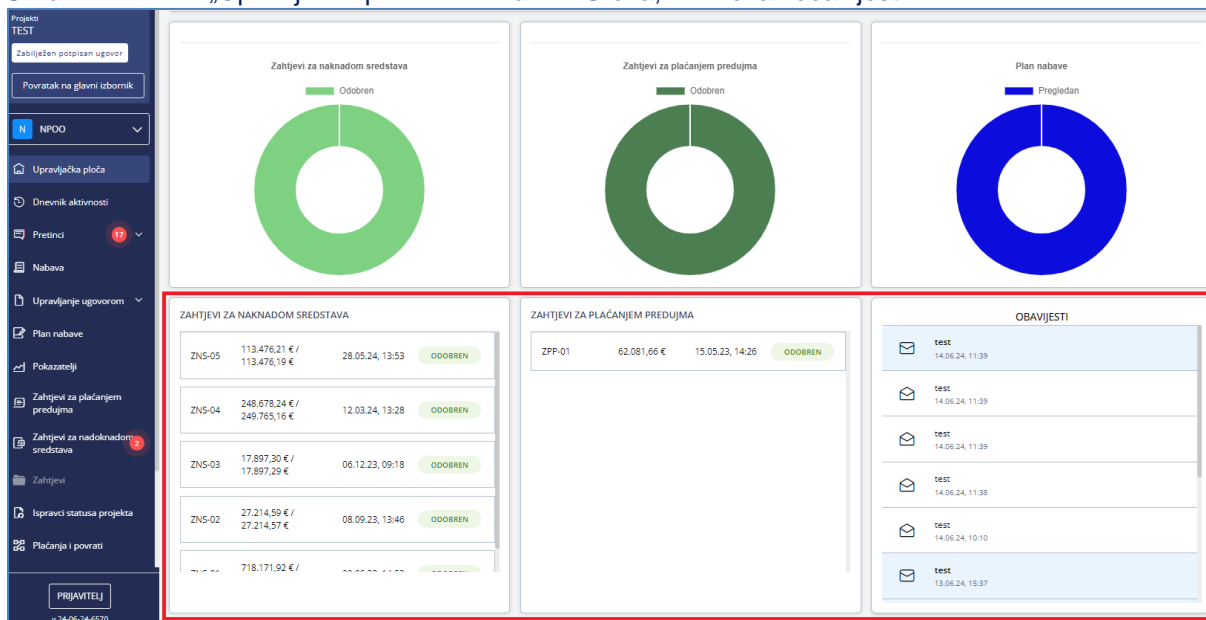 Projekti
TEST
Zabilježen potpisan ugovor
Povratak na glavni izbornik
N NPOO
Upravljačka ploča
Dnevnik aktivnosti
Pretinci 17
Nabava
Upravljanje ugovorom
Plan nabave
Pokazatelji
Zahtjevi za plaćanjem
predujma
Zahtjevi za nadoknadom
sredstava 2
Zahtjevi
Ispravci statusa projekta
Plaćanja i povrati
PRIJAVITELJ
v.24-06-24-6570
Zahtjevi za naknadom sredstava
Odobren
Zahtjevi za plaćanjem predujma
Odobren
Plan nabave
Pregledan
ZAHTJEVI ZA NAKNADOM SREDSTAVA
ZNS-05 113.476,21 € / 113.476,19 € 28.05.24, 13:53 ODOBREN
ZNS-04 248.678,24 € / 249.765,16 € 12.03.24, 13:28 ODOBREN
ZNS-03 17.897,30 € / 17.897,29 € 06.12.23, 09:18 ODOBREN
ZNS-02 27.214,59 € / 27.214,57 € 08.09.23, 13:46 ODOBREN
718.171,92 € /
ZAHTJEVI ZA PLAĆANJEM PREDUJMA
ZPP-01 62.081,66 € 15.05.23, 14:26 ODOBREN
OBAVIJESTI
test
14.06.24, 11:39
test
14.06.24, 11:39
test
14.06.24, 11:39
test
14.06.24, 11:38
test
14.06.24, 10:10
test
13.06.24, 15:37